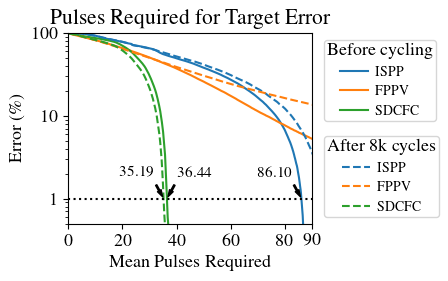 Pulses Required for Target Error
Error (%)
100
10
1
35.19
36.44
86.10
0
20
40
60
80
90
Mean Pulses Required
Before cycling
ISPP
FPPV
SDCFC
After 8k cycles
ISPP
FPPV
SDCFC